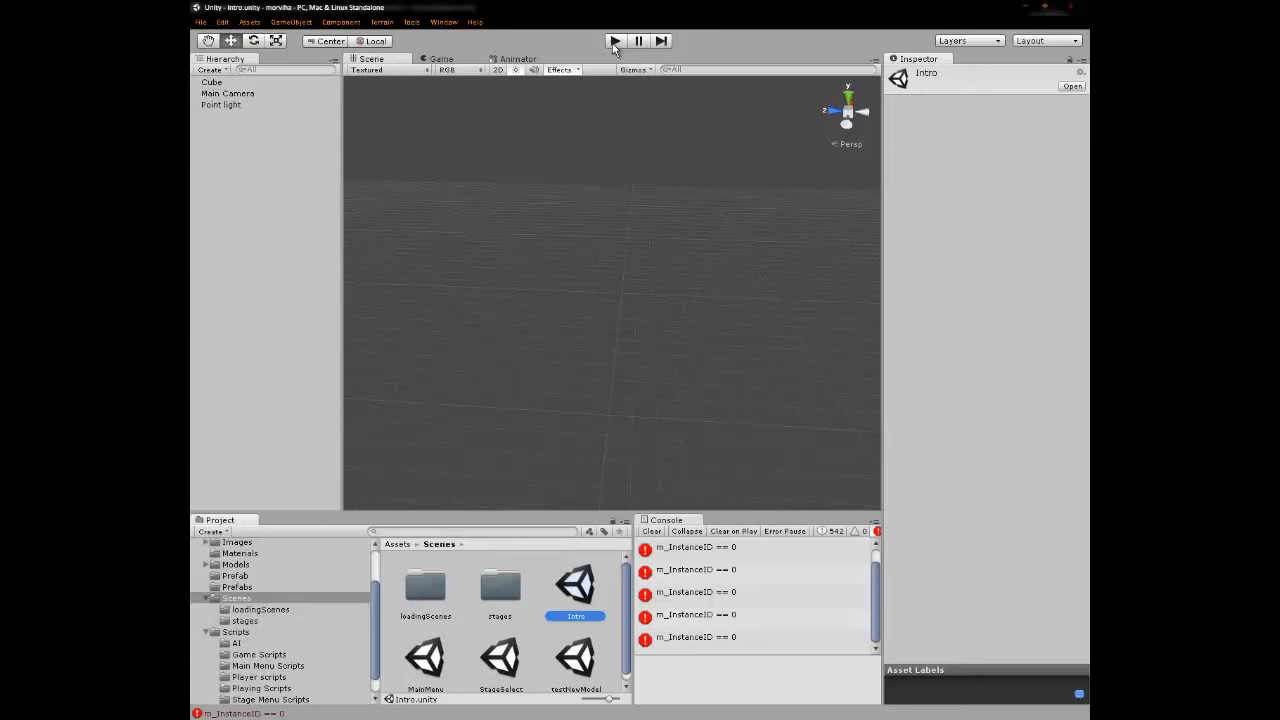 Unity - Intro.unity - morviha - PC, Mac & Linux Standalone
File Edit Assets GameObject Component Terrain Tools Window Help
Center Local Layers Layout
Hierarchy Scene Game Animator Inspector
Create All Textured RGB 2D Effects Gizmos All Intro
Open
Cube
Main Camera
Point light
y
z
Persp
Project Console
Create Clear Collapse Clear on Play Error Pause 542 0
Images Assets Scenes
Materials
Models
Prefab
Prefabs
Scenes
loadingScenes
stages
Scripts
AI
Game Scripts
Main Menu Scripts
Player scripts
Playing Scripts
Stage Menu Scripts
loadingScenes stages Intro
MainMenu StageSelect testNewModel
Intro.unity
m_InstanceID == 0
m_InstanceID == 0
m_InstanceID == 0
m_InstanceID == 0
m_InstanceID == 0
Asset Labels
m_InstanceID == 0